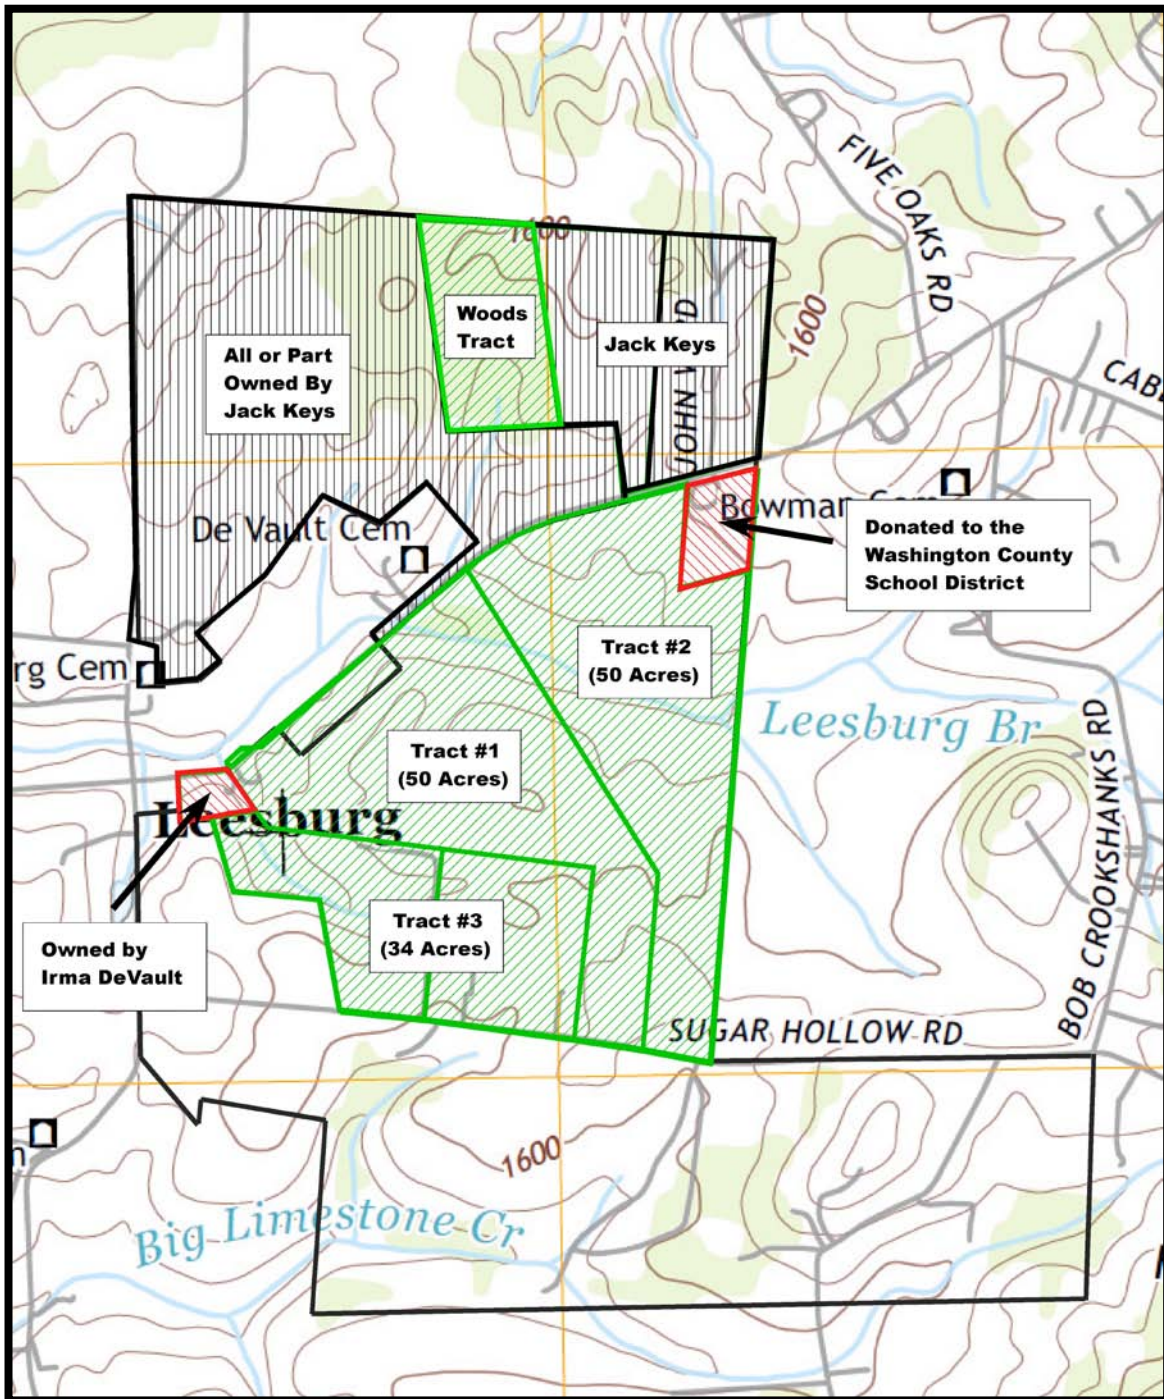 FIVE OAKS RD
1600
Woods
Tract
1600
Jack Keys
All or Part
Owned By
Jack Keys
JOHN
RD
De Vault Cem
Bowman Cem
Donated to the
Washington County
School District
Tract #2
(50 Acres)
rg Cem
Leesburg Br
Tract #1
(50 Acres)
BOB CROOKSHANKS RD
Leesburg
Tract #3
(34 Acres)
Owned by
Irma DeVault
SUGAR HOLLOW RD
1600
Big Limestone Cr